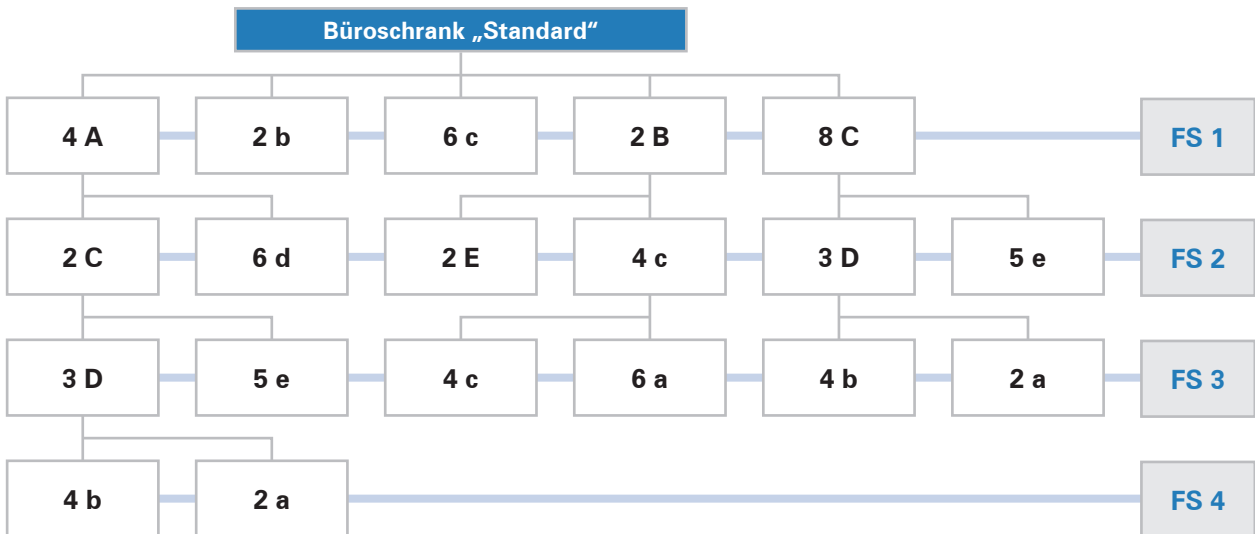 Büroschrank „Standard“
4 A 2 b 6 c 2 B 8 C FS 1
2 C 6 d 2 E 4 c 3 D 5 e FS 2
3 D 5 e 4 c 6 a 4 b 2 a FS 3
4 b 2 a FS 4